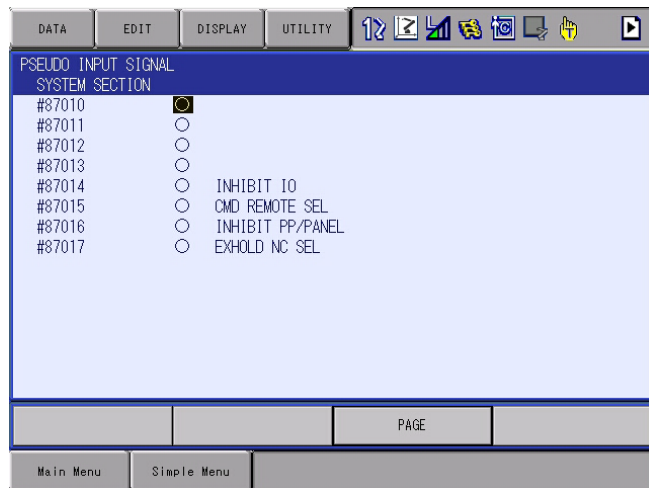 DATA EDIT DISPLAY UTILITY
PSEUDO INPUT SIGNAL
SYSTEM SECTION
#87010
#87011
#87012
#87013
#87014 INHIBIT IO
#87015 CMD REMOTE SEL
#87016 INHIBIT PP/PANEL
#87017 EXHOLD NC SEL
PAGE
Main Menu Simple Menu